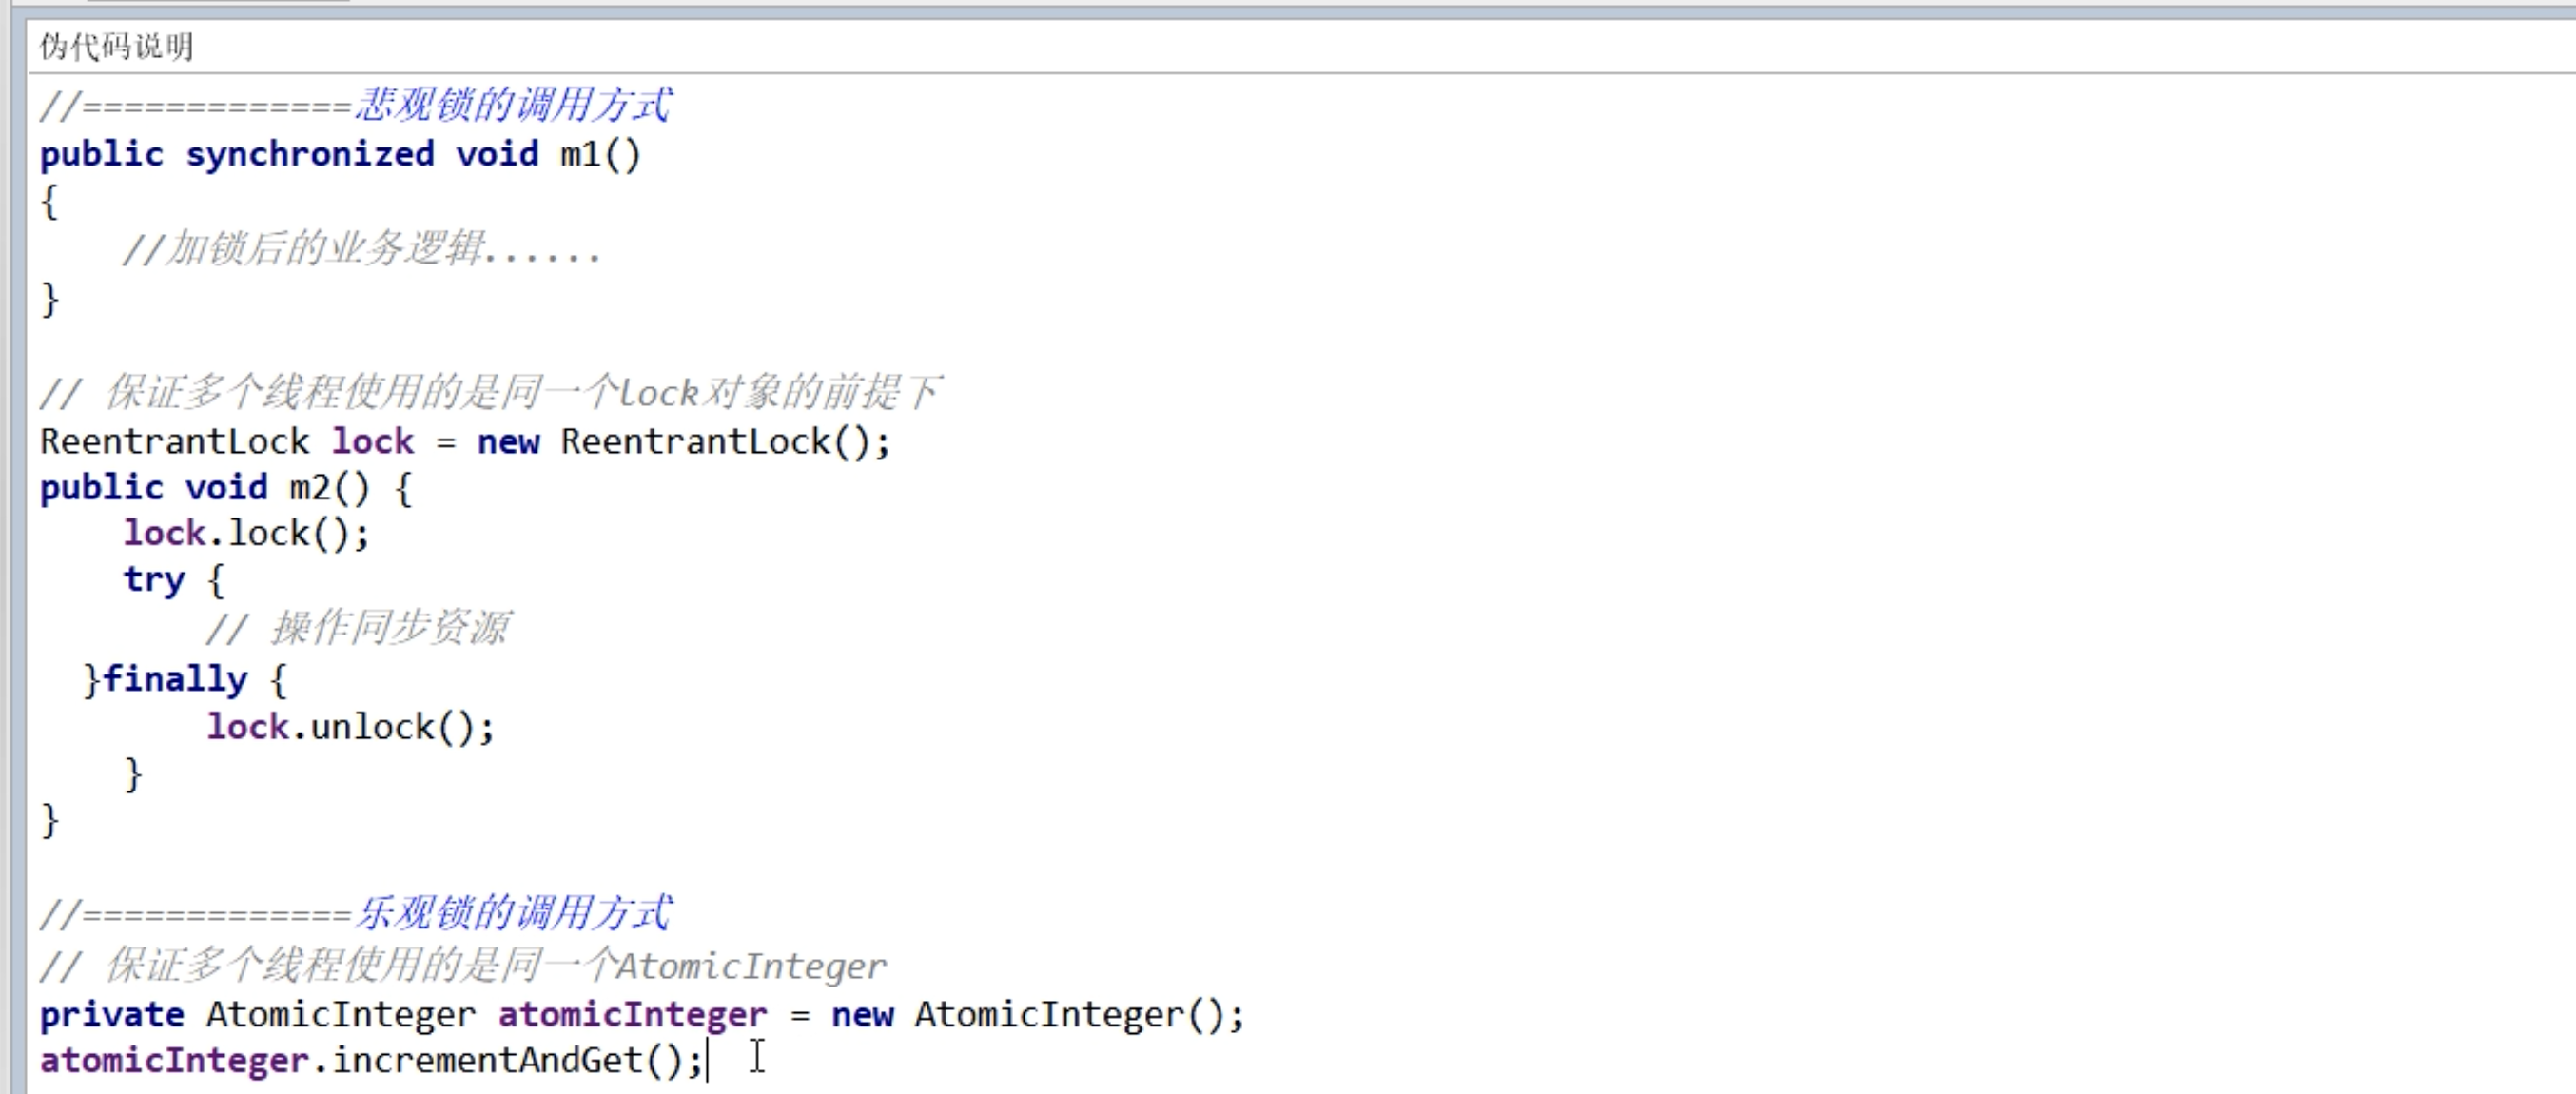 伪代码说明
//=============悲观锁的调用方式
public synchronized void m1()
{
    //加锁后的业务逻辑......
}
// 保证多个线程使用的是同一个lock对象的前提下
ReentrantLock lock = new ReentrantLock();
public void m2() {
    lock.lock();
    try {
        // 操作同步资源
  }finally {
        lock.unlock();
    }
}
//=============乐观锁的调用方式
// 保证多个线程使用的是同一个AtomicInteger
private AtomicInteger atomicInteger = new AtomicInteger();
atomicInteger.incrementAndGet();